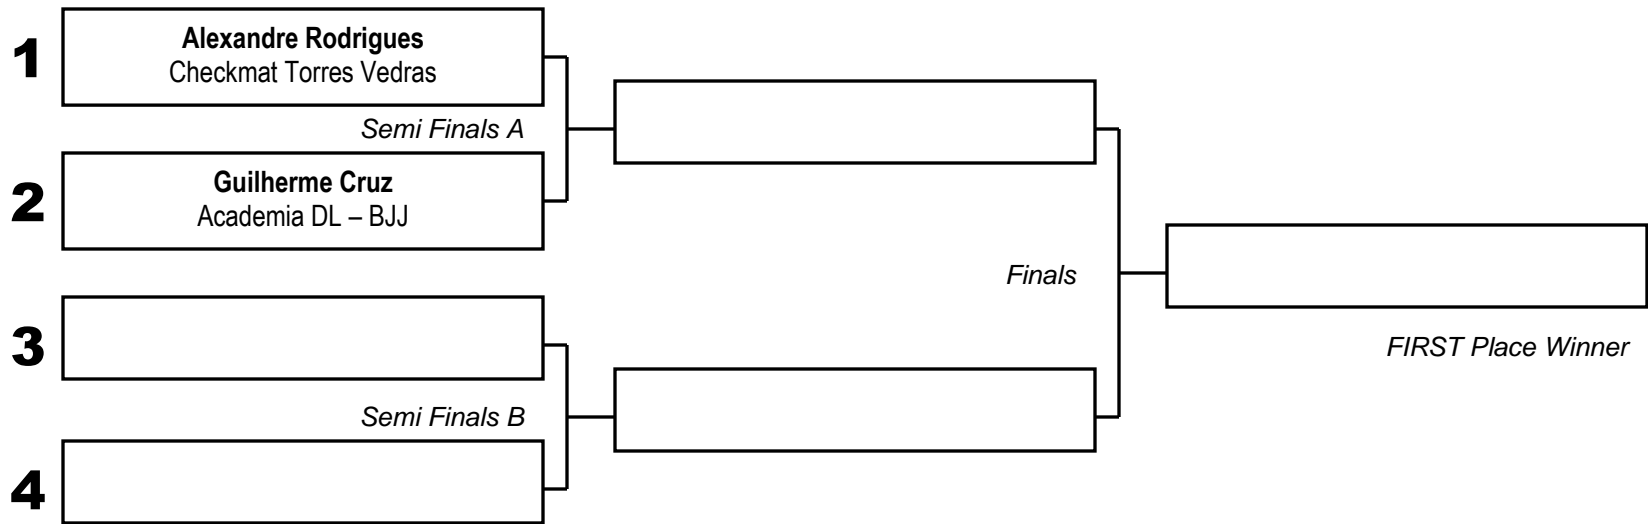 1
Alexandre Rodrigues
Checkmat Torres Vedras
Semi Finals A
2
Guilherme Cruz
Academia DL – BJJ
Finals
3
FIRST Place Winner
Semi Finals B
4